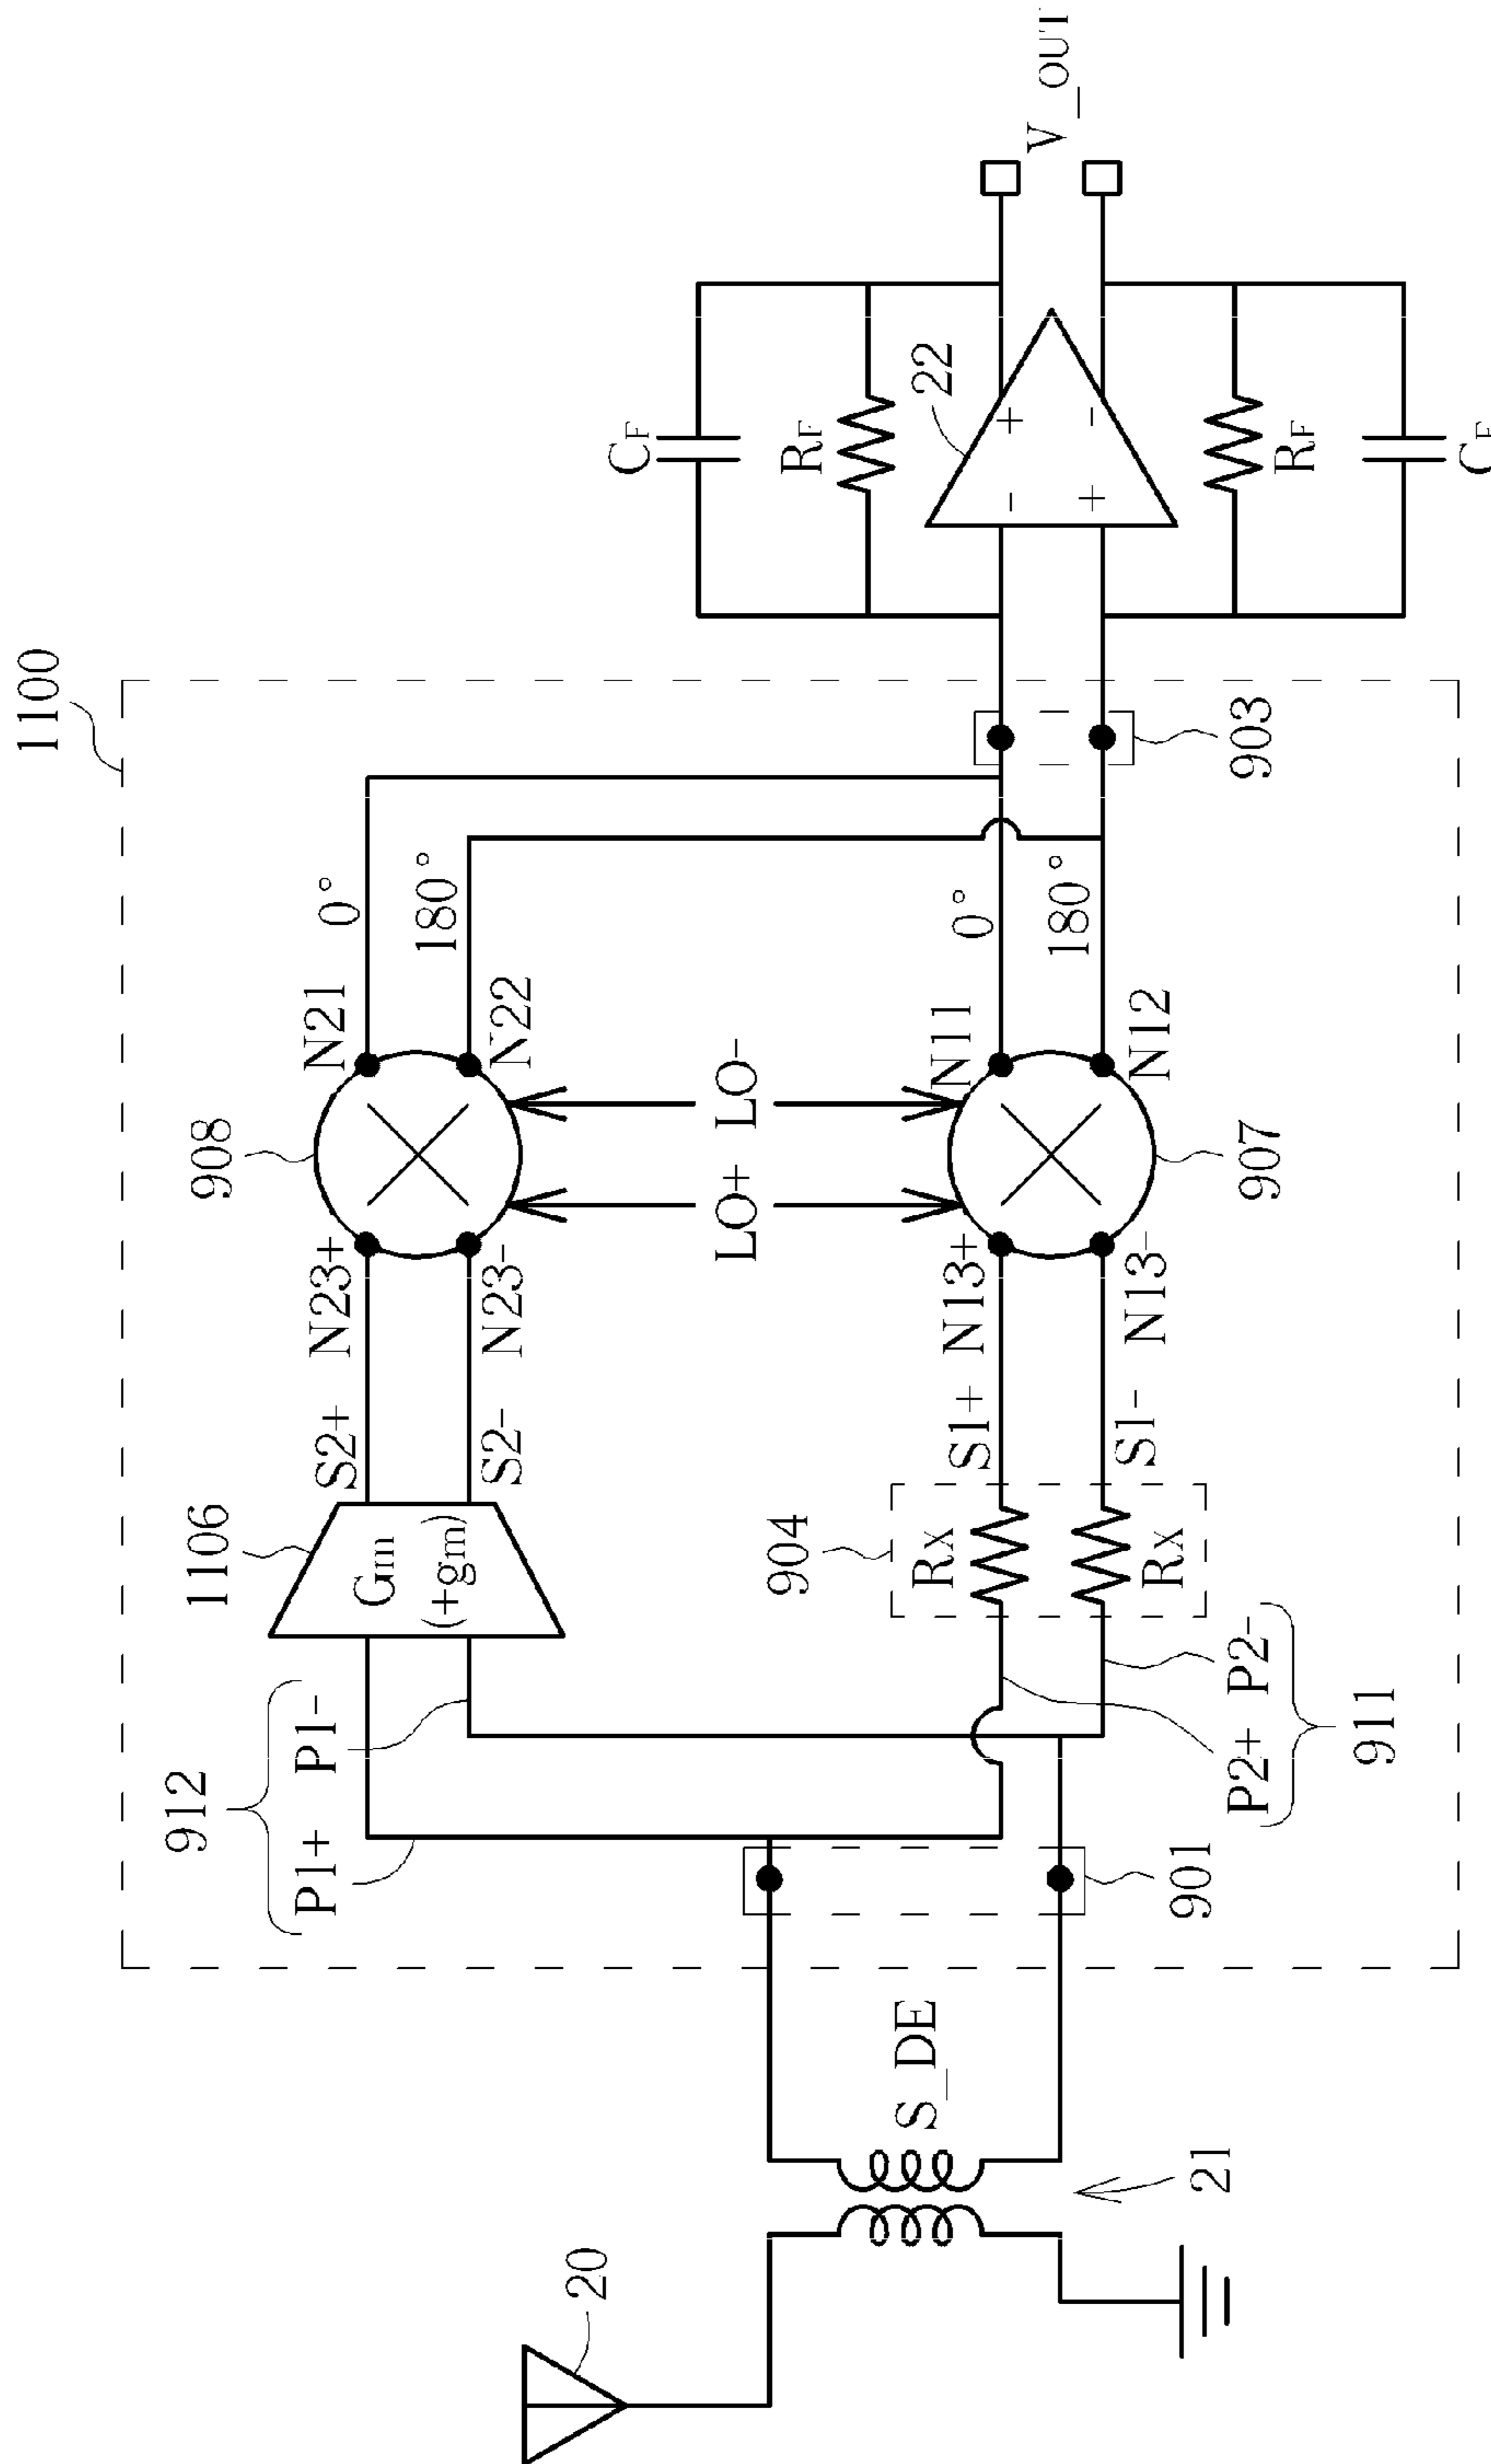 1100
912
P1+ P1-
1106
Gm
(+gm)
S2+
S2-
N23+
N23-
908
N21
N22
0°
180°
LO+ LO-
20
S_DE
21
901
904
Rx
Rx
P2+ P2-
911
S1+
S1-
N13+
N13-
907
N11
N12
0°
180°
903
CF
RF
22
-
+
+
-
RF
CF
V_OUT